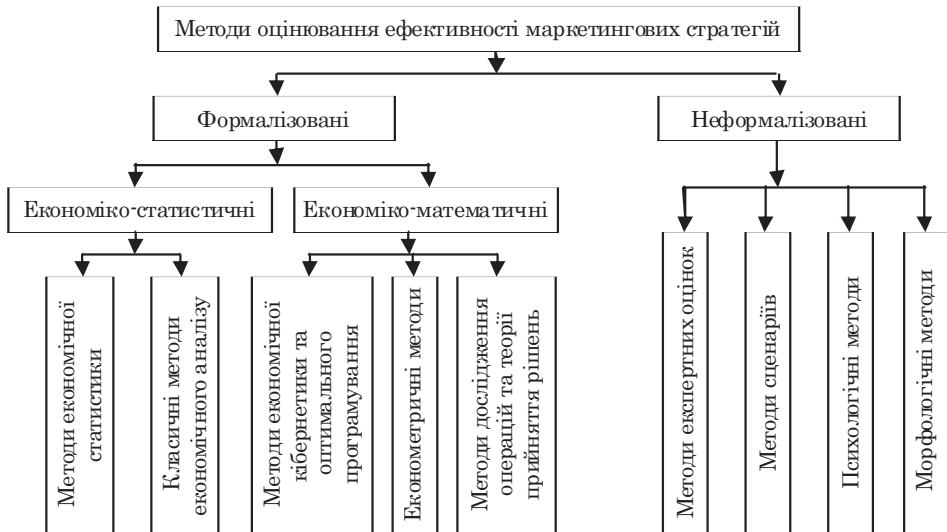 Методи оцінювання ефективності маркетингових стратегій
Формалізовані
Неформалізовані
Економіко-статистичні
Економіко-математичні
Методи економічної
статистики
Класичні методи
економічного аналізу
Методи економічної
кібернетики та
оптимального
програмування
Економетричні методи
Методи дослідження
операцій та теорії
прийняття рішень
Методи експертних оцінок
Методи сценаріїв
Психологічні методи
Морфологічні методи